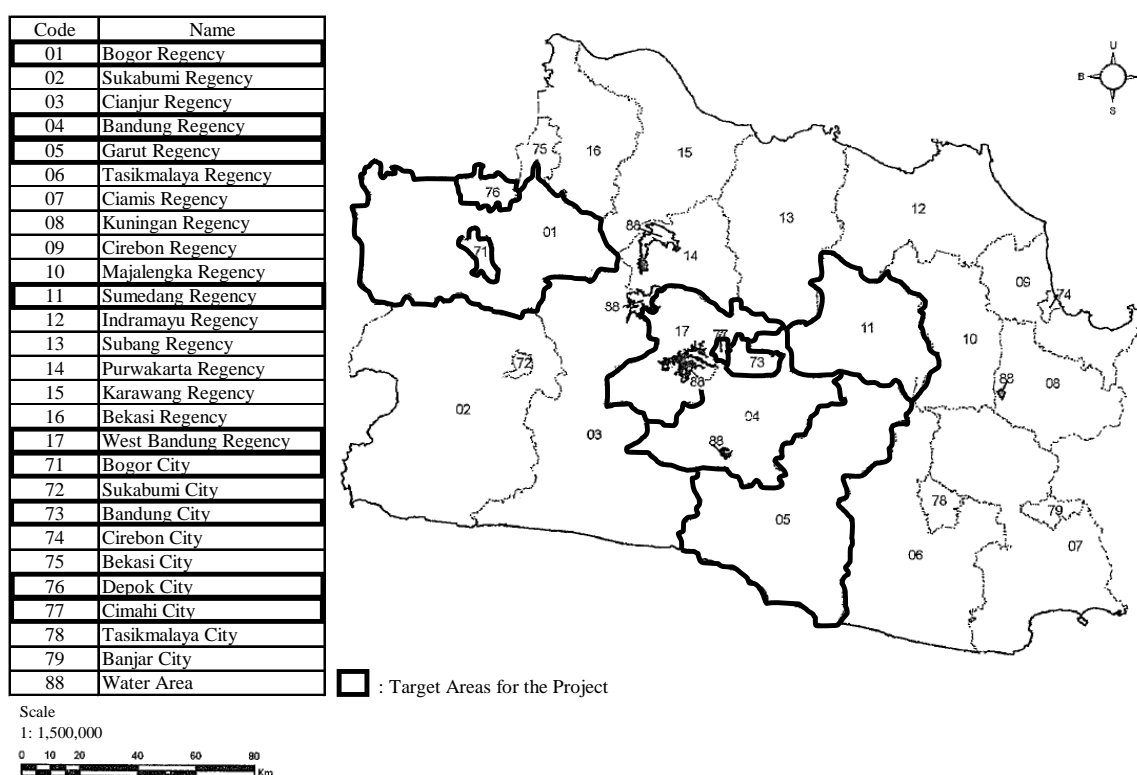 Code Name
01 Bogor Regency
02 Sukabumi Regency
03 Cianjur Regency
04 Bandung Regency
05 Garut Regency
06 Tasikmalaya Regency
07 Ciamis Regency
08 Kuningan Regency
09 Cirebon Regency
10 Majalengka Regency
11 Sumedang Regency
12 Indramayu Regency
13 Subang Regency
14 Purwakarta Regency
15 Karawang Regency
16 Bekasi Regency
17 West Bandung Regency
71 Bogor City
72 Sukabumi City
73 Bandung City
74 Cirebon City
75 Bekasi City
76 Depok City
77 Cimahi City
78 Tasikmalaya City
79 Banjar City
88 Water Area
Scale
1: 1,500,000
0 10 20 40 60 80
Km
: Target Areas for the Project
U
B
S
75
16
15
76
01
71
88
14
13
12
09
74
88
17
77
73
11
10
88
08
72
02
03
88
04
88
05
78
06
79
07